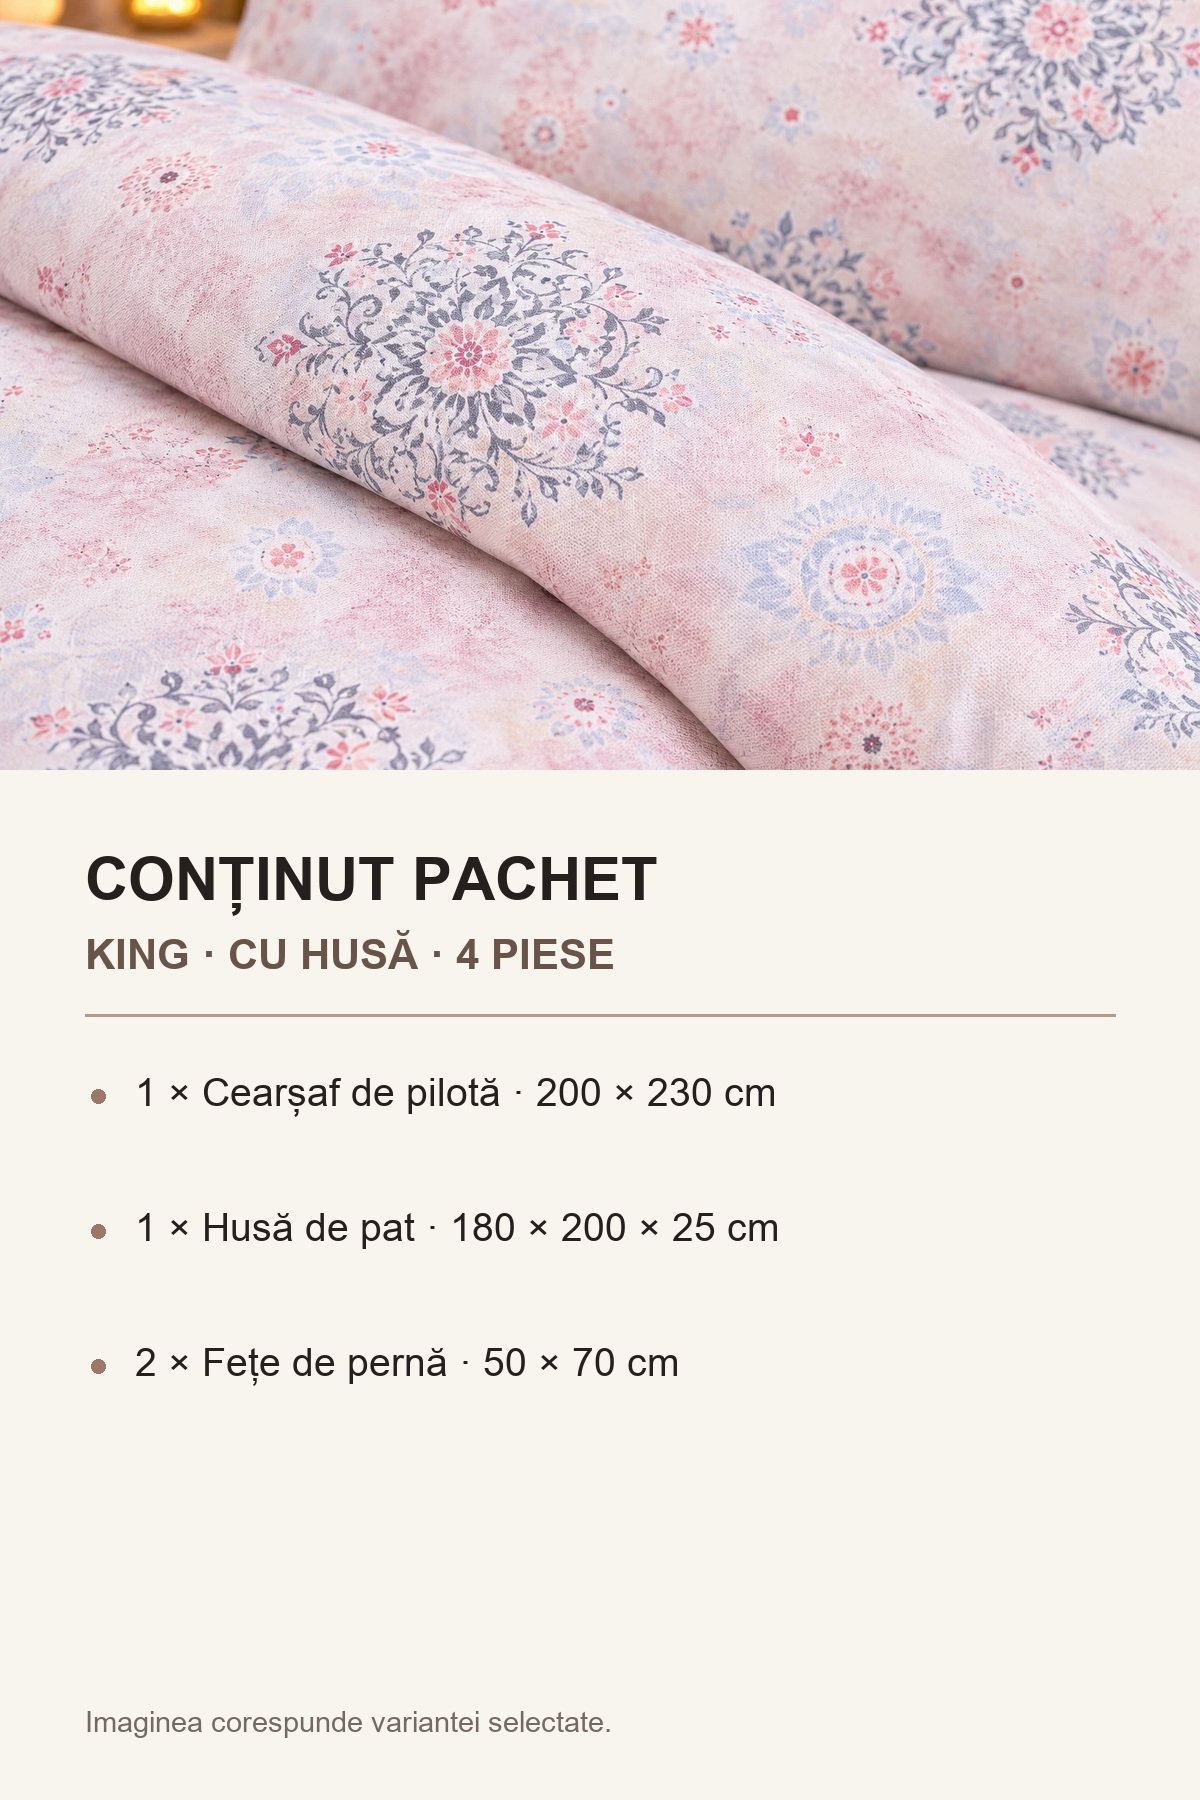 CONȚINUT PACHET
KING · CU HUSĂ · 4 PIESE
1 × Cearșaf de pilotă · 200 × 230 cm
1 × Husă de pat · 180 × 200 × 25 cm
2 × Fețe de pernă · 50 × 70 cm
Imaginea corespunde variantei selectate.